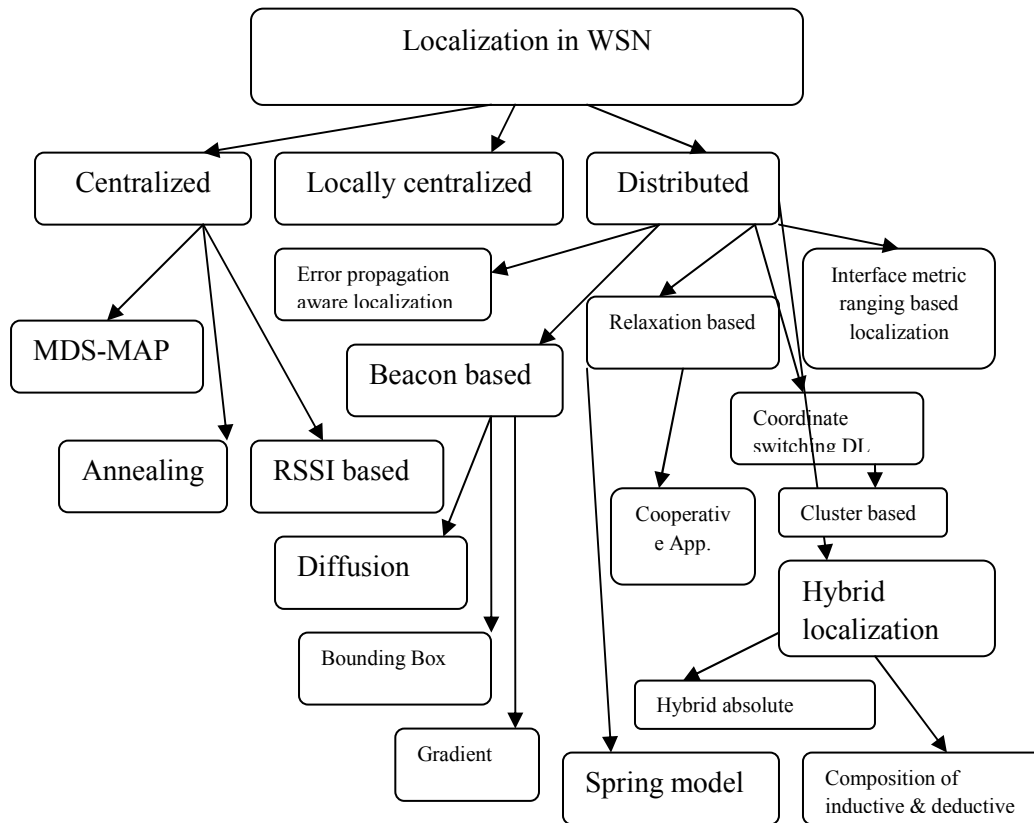 Localization in WSN
Centralized
Locally centralized
Distributed
Error propagation
aware localization
Interface metric
ranging based
localization
Relaxation based
MDS-MAP
Beacon based
Coordinate
switching DL
Annealing
RSSI based
Cooperativ
e App.
Cluster based
Diffusion
Hybrid
localization
Bounding Box
Hybrid absolute
Gradient
Spring model
Composition of
inductive & deductive